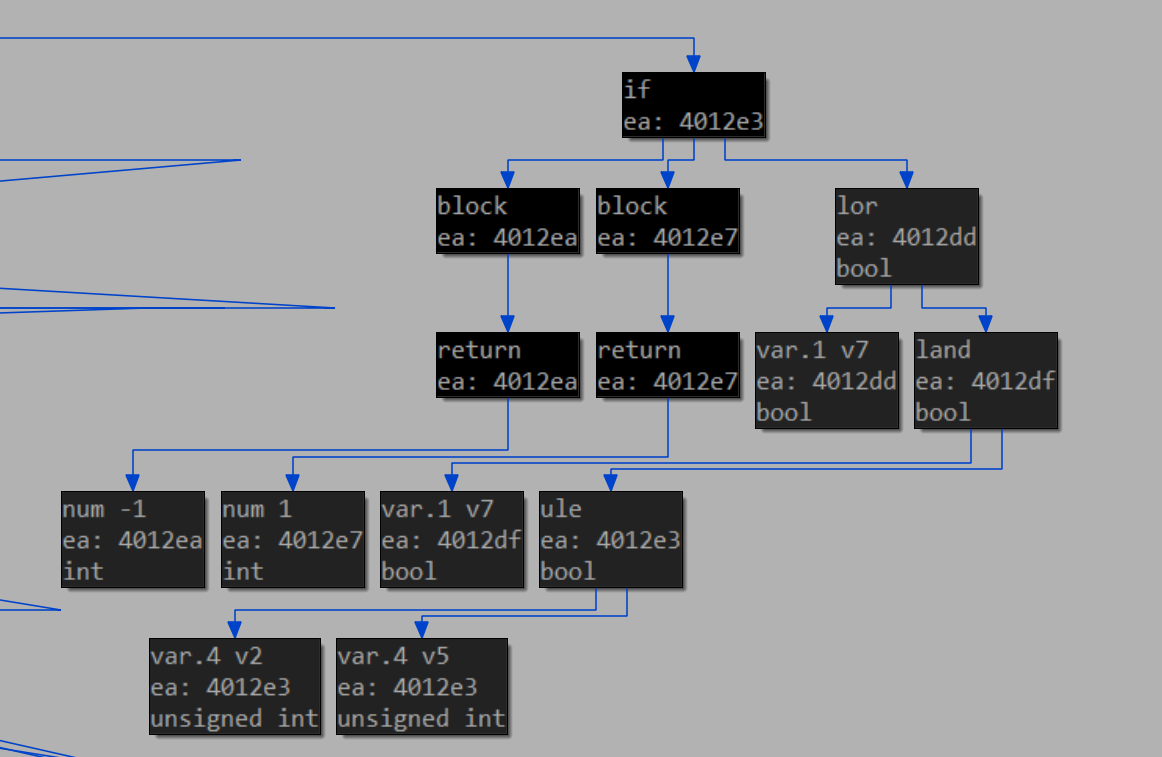 if
ea: 4012e3
block
ea: 4012ea
block
ea: 4012e7
lor
ea: 4012dd
bool
return
ea: 4012ea
return
ea: 4012e7
var.1 v7
ea: 4012dd
bool
land
ea: 4012df
bool
num -1
ea: 4012ea
int
num 1
ea: 4012e7
int
var.1 v7
ea: 4012df
bool
ule
ea: 4012e3
bool
var.4 v2
ea: 4012e3
unsigned int
var.4 v5
ea: 4012e3
unsigned int